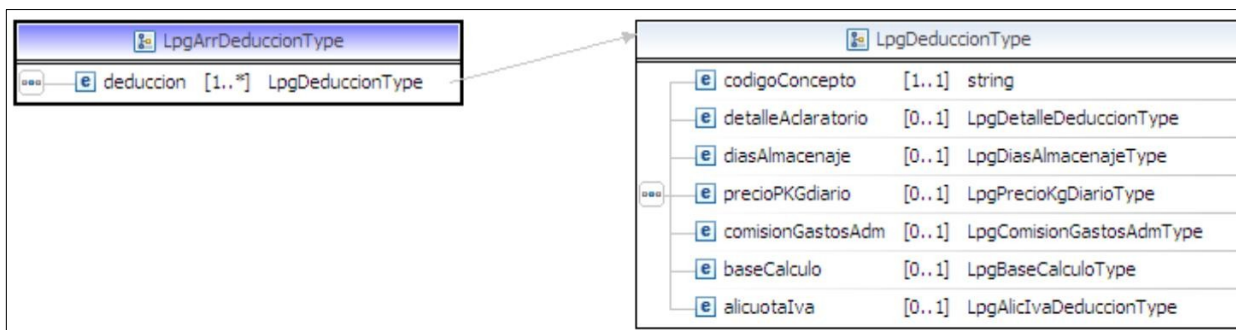 LpgArrDeduccionType
deduccion [1..*] LpgDeduccionType
LpgDeduccionType
codigoConcepto [1..1] string
detalleAclaratorio [0..1] LpgDetalleDeduccionType
diasAlmacenaje [0..1] LpgDiasAlmacenajeType
precioPKGdiario [0..1] LpgPrecioKgDiarioType
comisionGastosAdm [0..1] LpgComisionGastosAdmType
baseCalculo [0..1] LpgBaseCalculoType
alicuotaIva [0..1] LpgAlicIvaDeduccionType